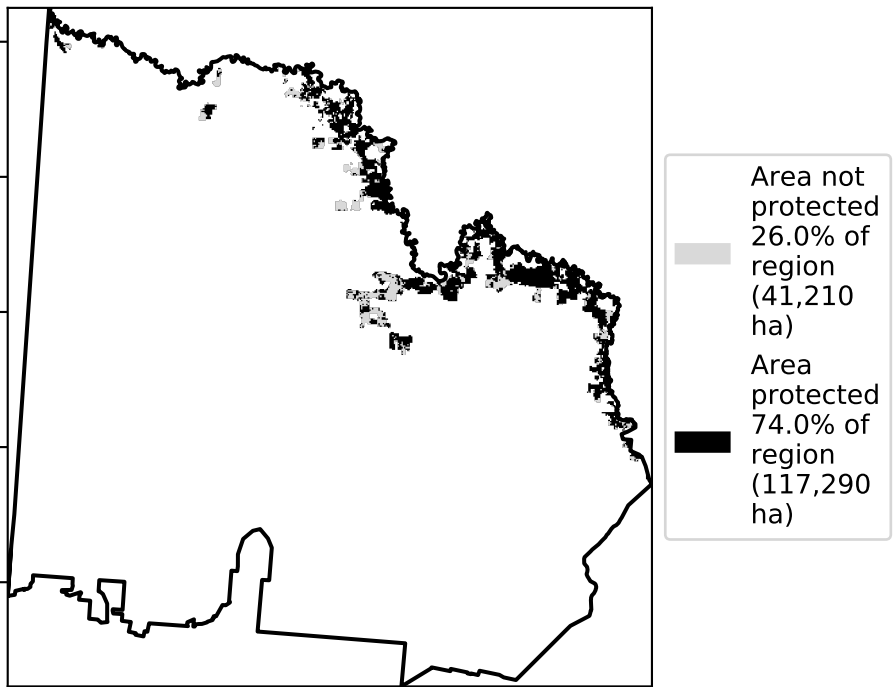 Area not
protected
26.0% of
region
(41,210
ha)
Area
protected
74.0% of
region
(117,290
ha)